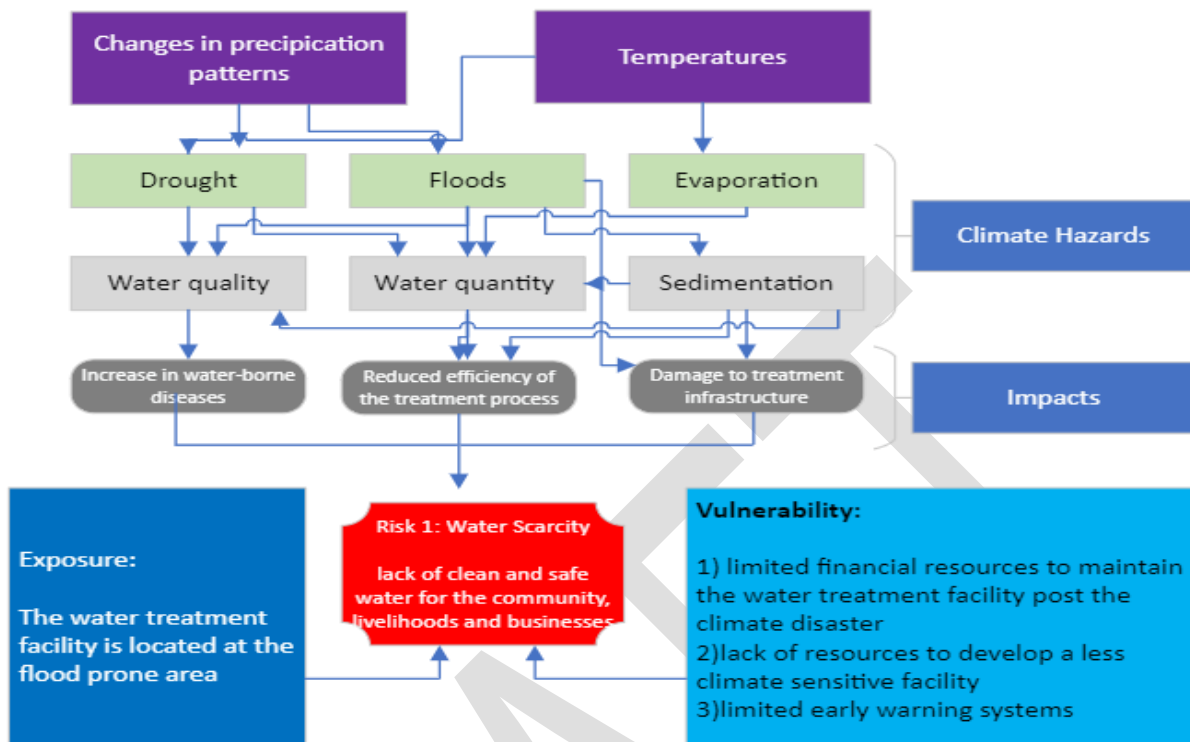 Changes in precipication
patterns
Temperatures
Drought
Floods
Evaporation
Climate Hazards
Water quality
Water quantity
Sedimentation
Increase in water-borne
diseases
Reduced efficiency of
the treatment process
Damage to treatment
infrastructure
Impacts
Exposure:
The water treatment
facility is located at the
flood prone area
Risk 1: Water Scarcity
lack of clean and safe
water for the community,
livelihoods and businesses
Vulnerability:
1) limited financial resources to maintain
the water treatment facility post the
climate disaster
2)lack of resources to develop a less
climate sensitive facility
3)limited early warning systems